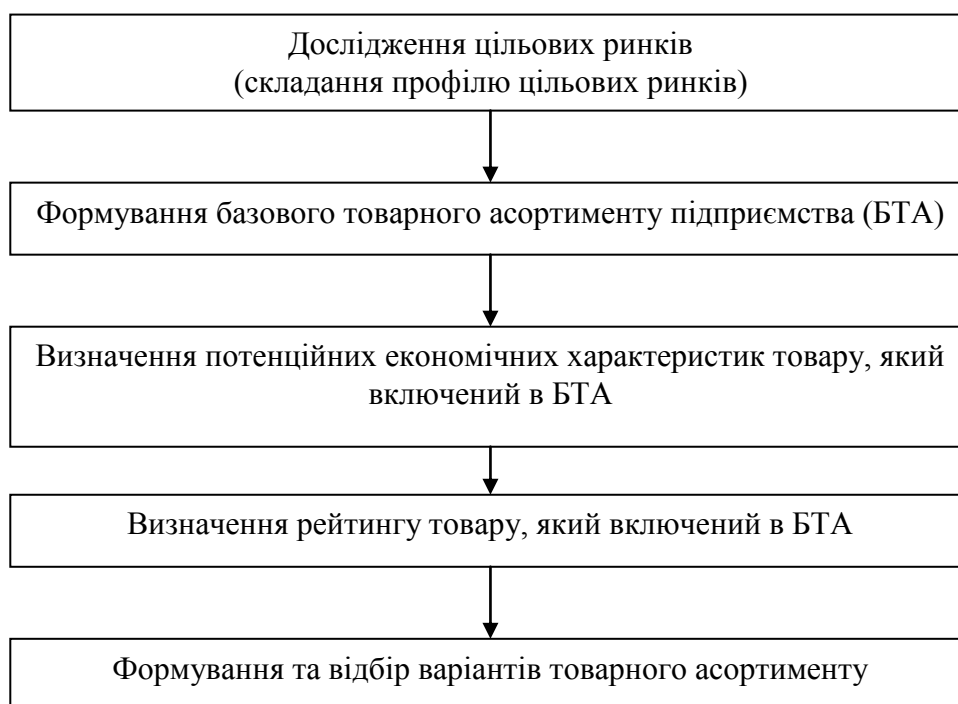 Дослідження цільових ринків
(складання профілю цільових ринків)
Формування базового товарного асортименту підприємства (БТА)
Визначення потенційних економічних характеристик товару, який
включений в БТА
Визначення рейтингу товару, який включений в БТА
Формування та відбір варіантів товарного асортименту